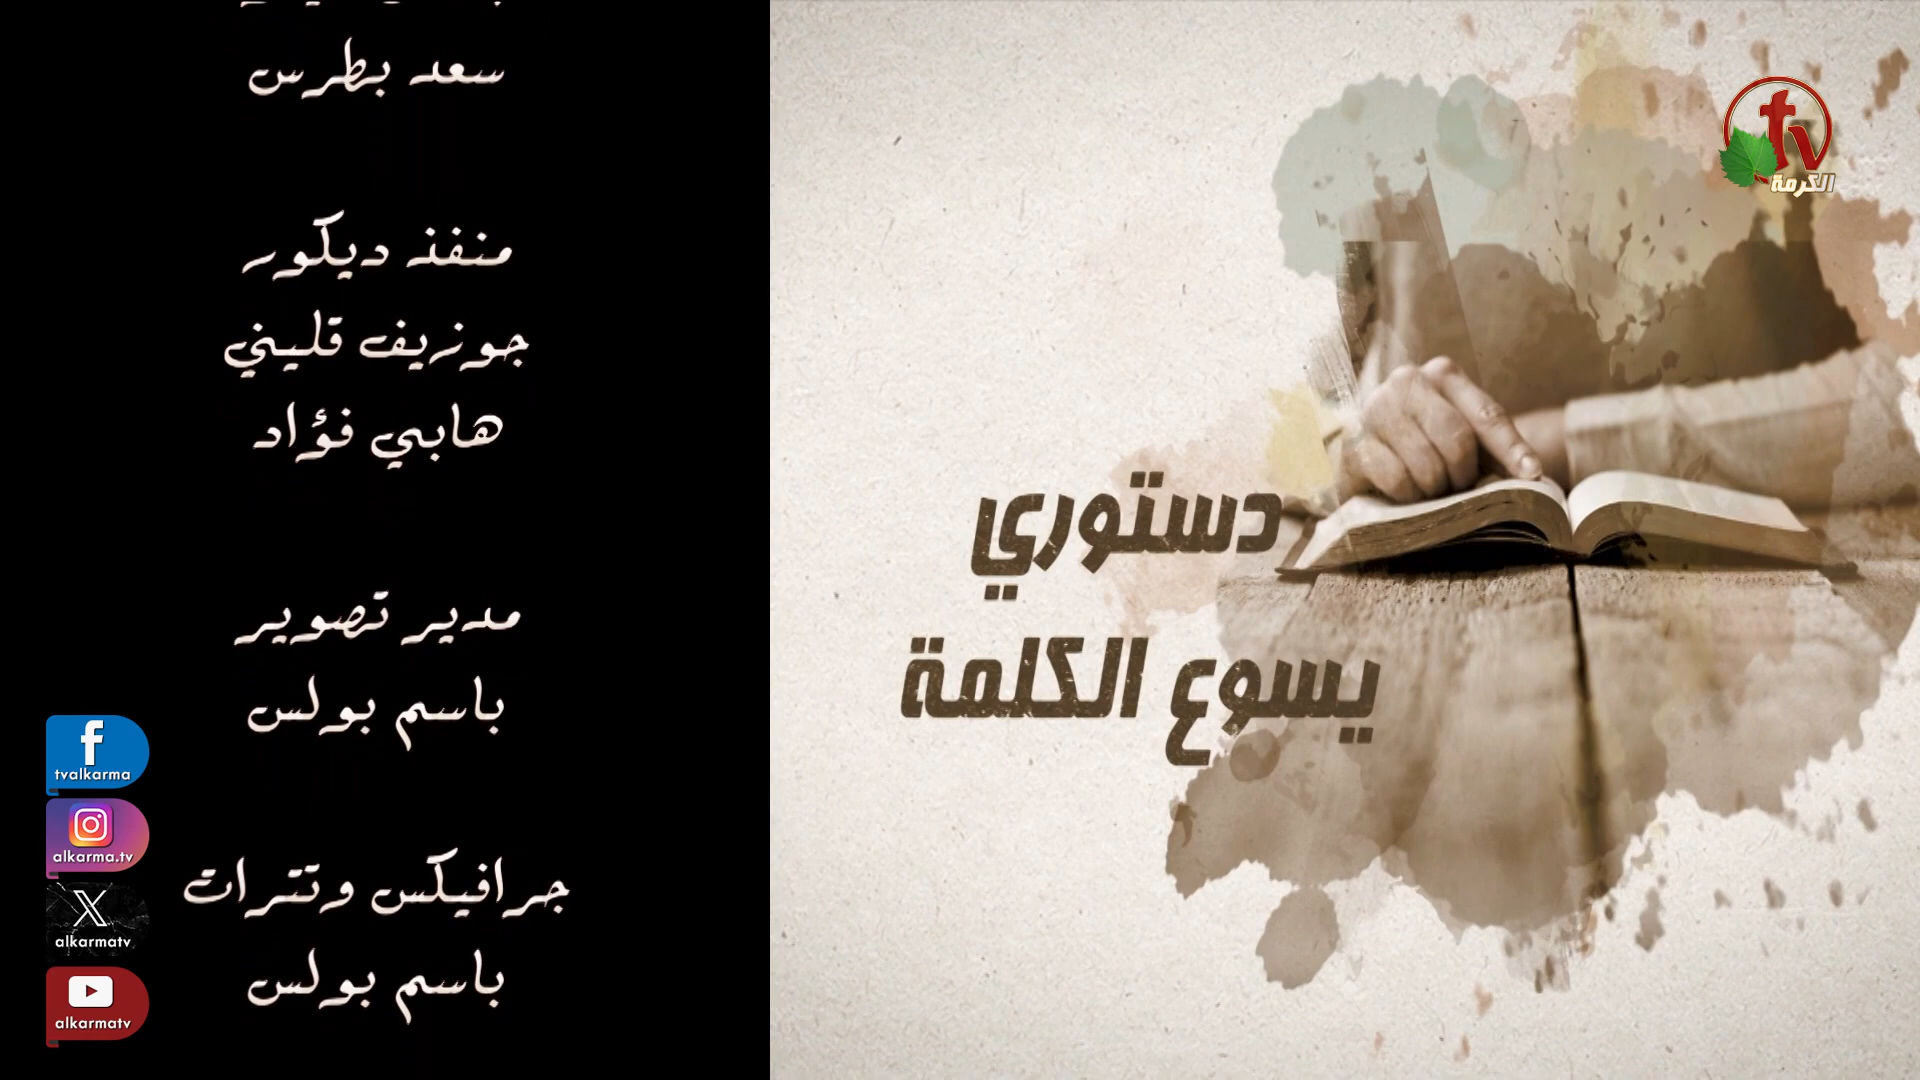 سعد بطرس
منفذ ديكور
جوزيف قليني
هابي فؤاد
مدير تصوير
باسم بولس
جرافيكس وتترات
باسم بولس
دستوري
يسوع الكلمة
tv
الكرمة
tvalkarma
alkarma.tv
alkarmatv
alkarmatv